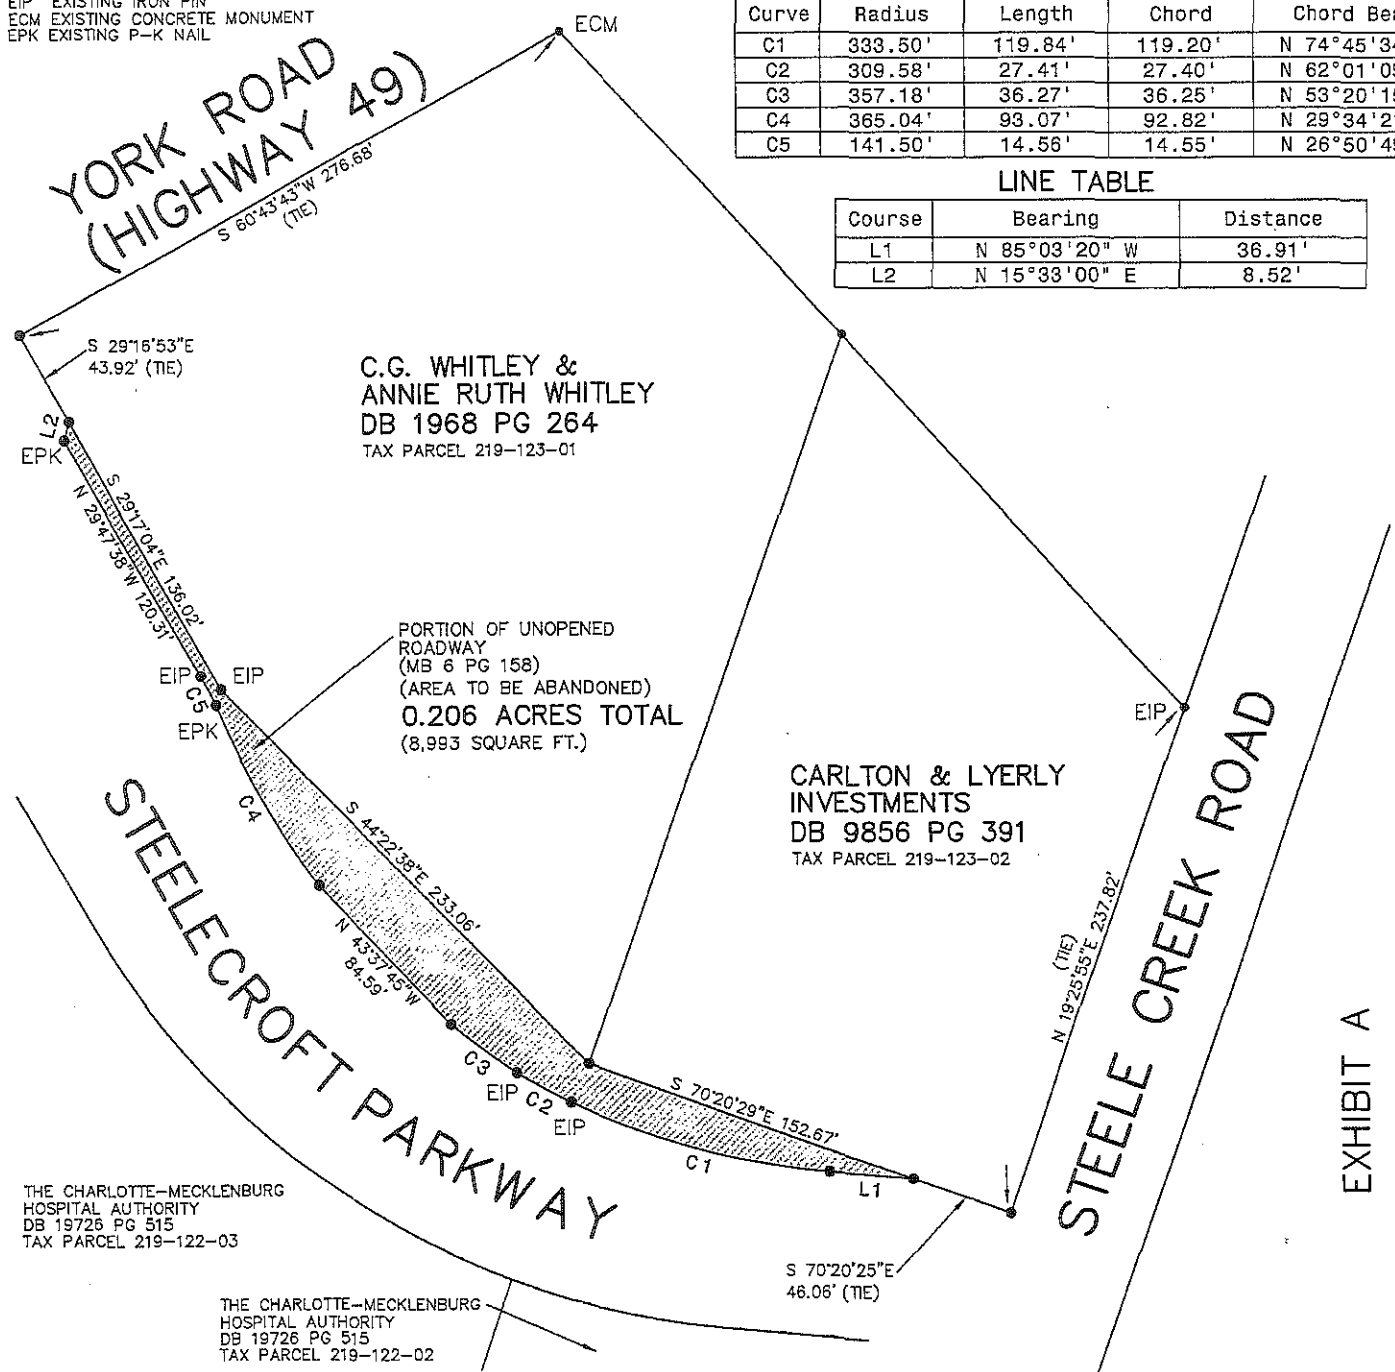 EIP EXISTING IRON PIN
ECM EXISTING CONCRETE MONUMENT
EPK EXISTING P-K NAIL
ECM
Curve Radius Length Chord Chord Bea
C1 333.50' 119.84' 119.20' N 74°45'34
C2 309.58' 27.41' 27.40' N 62°01'0
C3 357.18' 36.27' 36.25' N 53°20'1
C4 365.04' 93.07' 92.82' N 29°34'2
C5 141.50' 14.56' 14.55' N 26°50'4
LINE TABLE
Course Bearing Distance
L1 N 85°03'20" W 36.91'
L2 N 15°33'00" E 8.52'
YORK ROAD
(HIGHWAY 49)
S 60°43'43"W 276.68'
(TIE)
S 29°16'53"E
43.92' (TIE)
C.G. WHITLEY &
ANNIE RUTH WHITLEY
DB 1968 PG 264
TAX PARCEL 219-123-01
L2
EPK
S 29°17'04"E 136.02'
N 29°47'38"W 120.31'
EIP
EIP
C5
EPK
PORTION OF UNOPENED
ROADWAY
(MB 6 PG 158)
(AREA TO BE ABANDONED)
0.206 ACRES TOTAL
(8,993 SQUARE FT.)
EIP
CARLTON & LYERLY
INVESTMENTS
DB 9856 PG 391
TAX PARCEL 219-123-02
C4
S 44°22'38"E 233.06'
N 43°37'45"W
84.59'
STEELECROFT PARKWAY
(TIE)
N 19°25'55"E 237.82'
STEELE CREEK ROAD
C3
EIP
C2
EIP
S 70°20'29"E 152.67'
C1
L1
S 70°20'25"E
46.06' (TIE)
EXHIBIT A
THE CHARLOTTE-MECKLENBURG
HOSPITAL AUTHORITY
DB 19726 PG 515
TAX PARCEL 219-122-03
THE CHARLOTTE-MECKLENBURG
HOSPITAL AUTHORITY
DB 19726 PG 515
TAX PARCEL 219-122-02